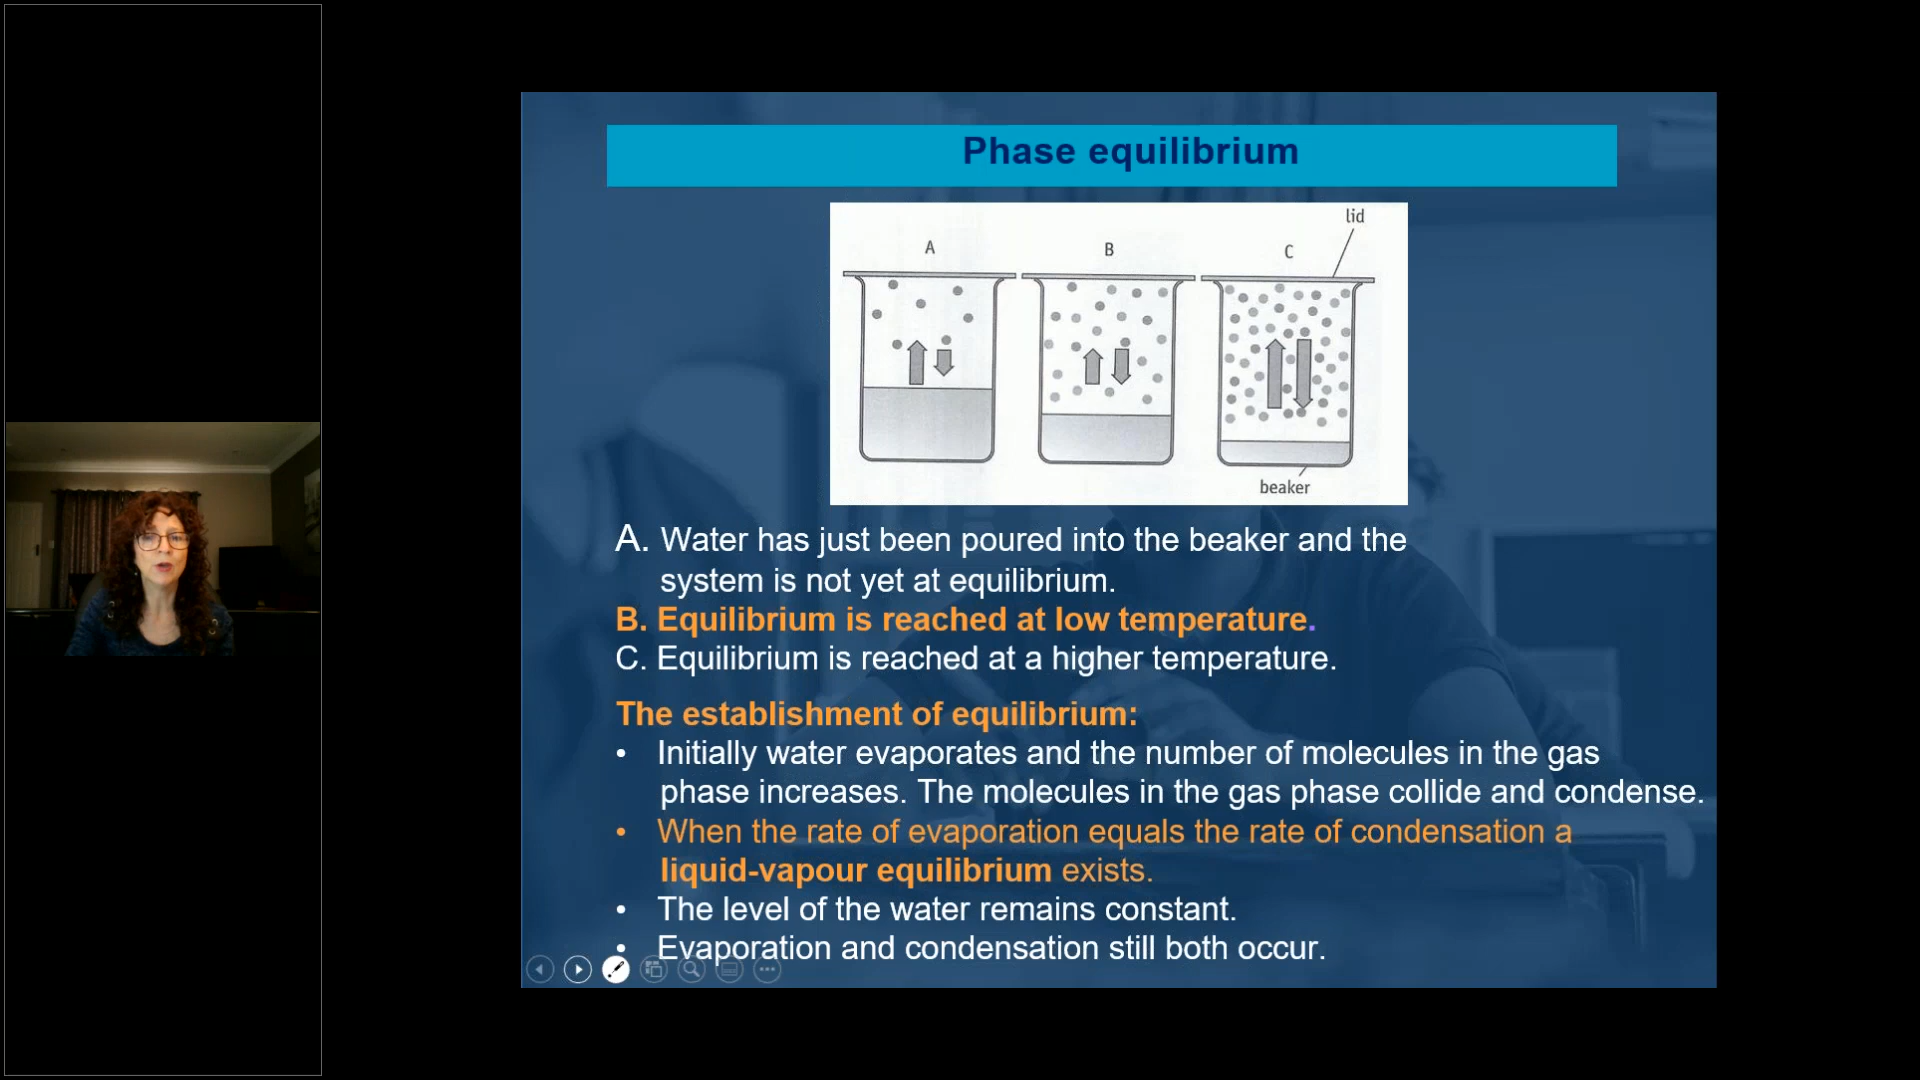 Phase equilibrium
lid
A
B
C
beaker
A. Water has just been poured into the beaker and the
system is not yet at equilibrium.
B. Equilibrium is reached at low temperature.
C. Equilibrium is reached at a higher temperature.
The establishment of equilibrium:
• Initially water evaporates and the number of molecules in the gas
phase increases. The molecules in the gas phase collide and condense.
• When the rate of evaporation equals the rate of condensation a
liquid-vapour equilibrium exists.
• The level of the water remains constant.
• Evaporation and condensation still both occur.